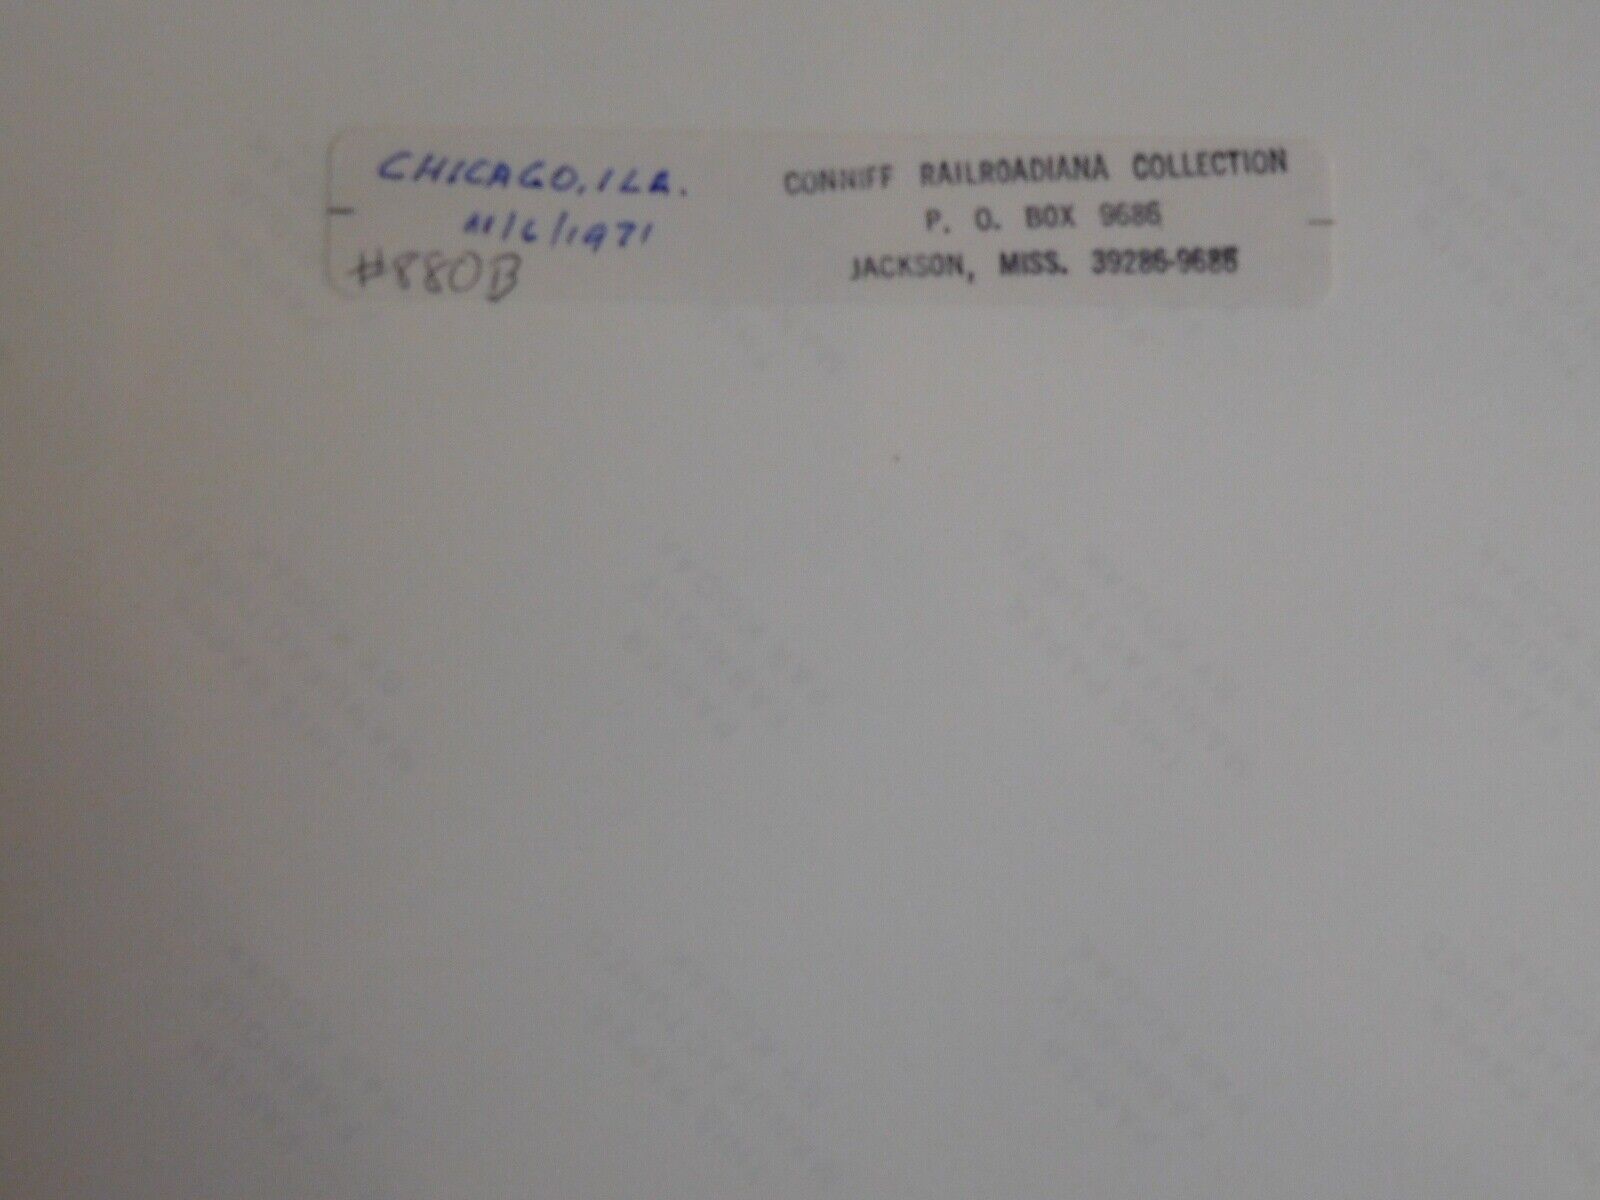 CHICAGO, ILL.
11/6/1971
#880B
CONNIFF RAILROADIANA COLLECTION
P. O. BOX 9686
JACKSON, MISS. 39286-9686